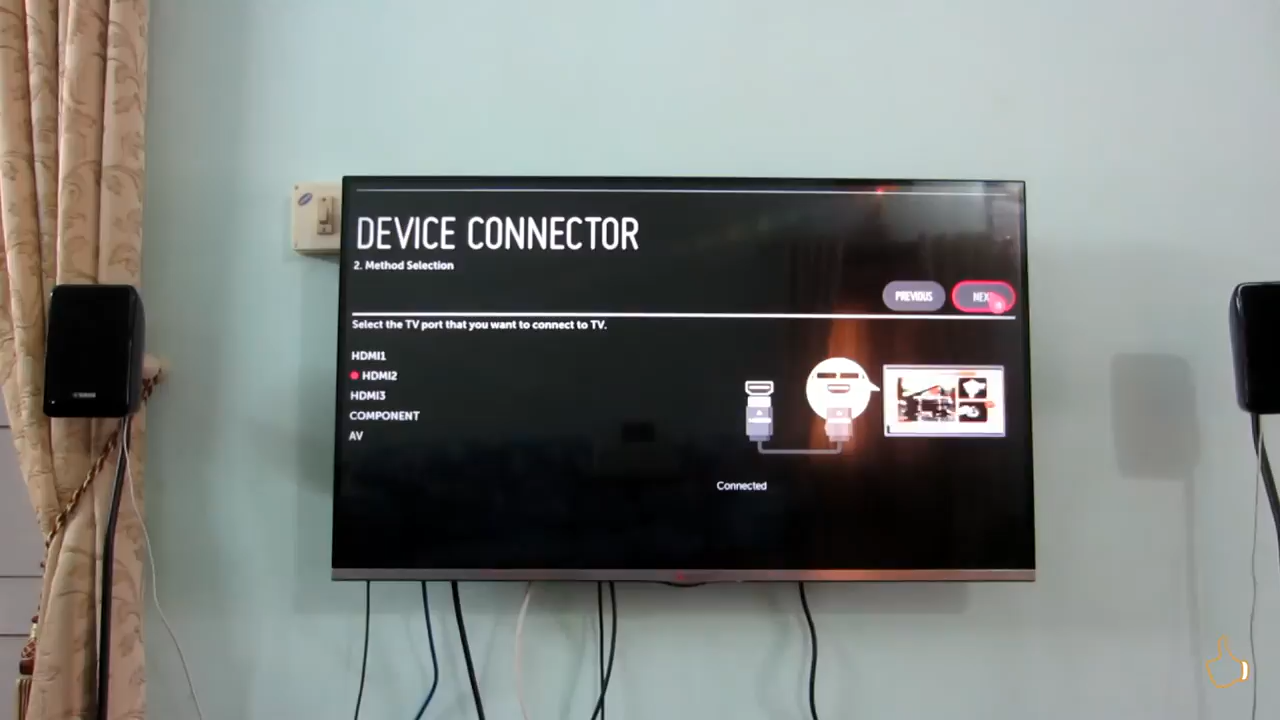 DEVICE CONNECTOR
2. Method Selection
PREVIOUS
NEXT
Select the TV port that you want to connect to TV.
HDMI1
HDMI2
HDMI3
COMPONENT
AV
Connected